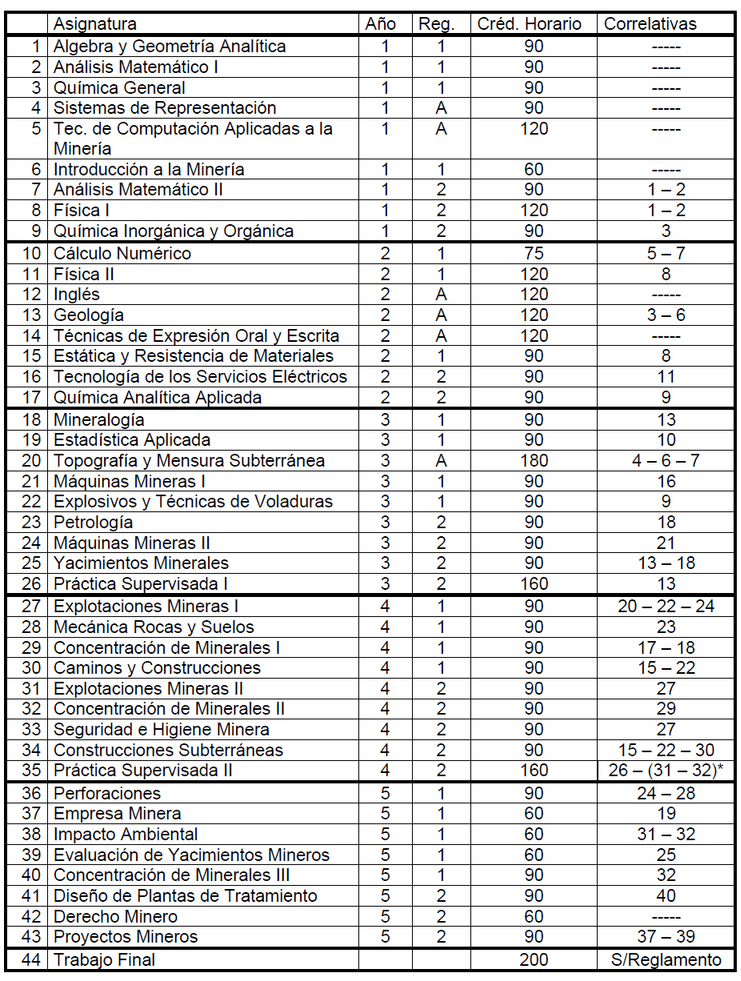 Asignatura Año Reg. Créd. Horario Correlativas
1 Algebra y Geometría Analítica 1 1 90 -----
2 Análisis Matemático I 1 1 90 -----
3 Química General 1 1 90 -----
4 Sistemas de Representación 1 A 90 -----
5 Tec. de Computación Aplicadas a la 1 A 120 -----
Minería
6 Introducción a la Minería 1 1 60 -----
7 Análisis Matemático II 1 2 90 1 – 2
8 Física I 1 2 120 1 – 2
9 Química Inorgánica y Orgánica 1 2 90 3
10 Cálculo Numérico 2 1 75 5 – 7
11 Física II 2 1 120 8
12 Inglés 2 A 120 -----
13 Geología 2 A 120 3 – 6
14 Técnicas de Expresión Oral y Escrita 2 A 120 -----
15 Estática y Resistencia de Materiales 2 1 90 8
16 Tecnología de los Servicios Eléctricos 2 2 90 11
17 Química Analítica Aplicada 2 2 90 9
18 Mineralogía 3 1 90 13
19 Estadística Aplicada 3 1 90 10
20 Topografía y Mensura Subterránea 3 A 180 4 – 6 – 7
21 Máquinas Mineras I 3 1 90 16
22 Explosivos y Técnicas de Voladuras 3 1 90 9
23 Petrología 3 2 90 18
24 Máquinas Mineras II 3 2 90 21
25 Yacimientos Minerales 3 2 90 13 – 18
26 Práctica Supervisada I 3 2 160 13
27 Explotaciones Mineras I 4 1 90 20 – 22 – 24
28 Mecánica Rocas y Suelos 4 1 90 23
29 Concentración de Minerales I 4 1 90 17 – 18
30 Caminos y Construcciones 4 1 90 15 – 22
31 Explotaciones Mineras II 4 2 90 27
32 Concentración de Minerales II 4 2 90 29
33 Seguridad e Higiene Minera 4 2 90 27
34 Construcciones Subterráneas 4 2 90 15 – 22 – 30
35 Práctica Supervisada II 4 2 160 26 – (31 – 32)*
36 Perforaciones 5 1 90 24 – 28
37 Empresa Minera 5 1 60 19
38 Impacto Ambiental 5 1 60 31 – 32
39 Evaluación de Yacimientos Mineros 5 1 60 25
40 Concentración de Minerales III 5 1 90 32
41 Diseño de Plantas de Tratamiento 5 2 90 40
42 Derecho Minero 5 2 60 -----
43 Proyectos Mineros 5 2 90 37 – 39
44 Trabajo Final 200 S/Reglamento